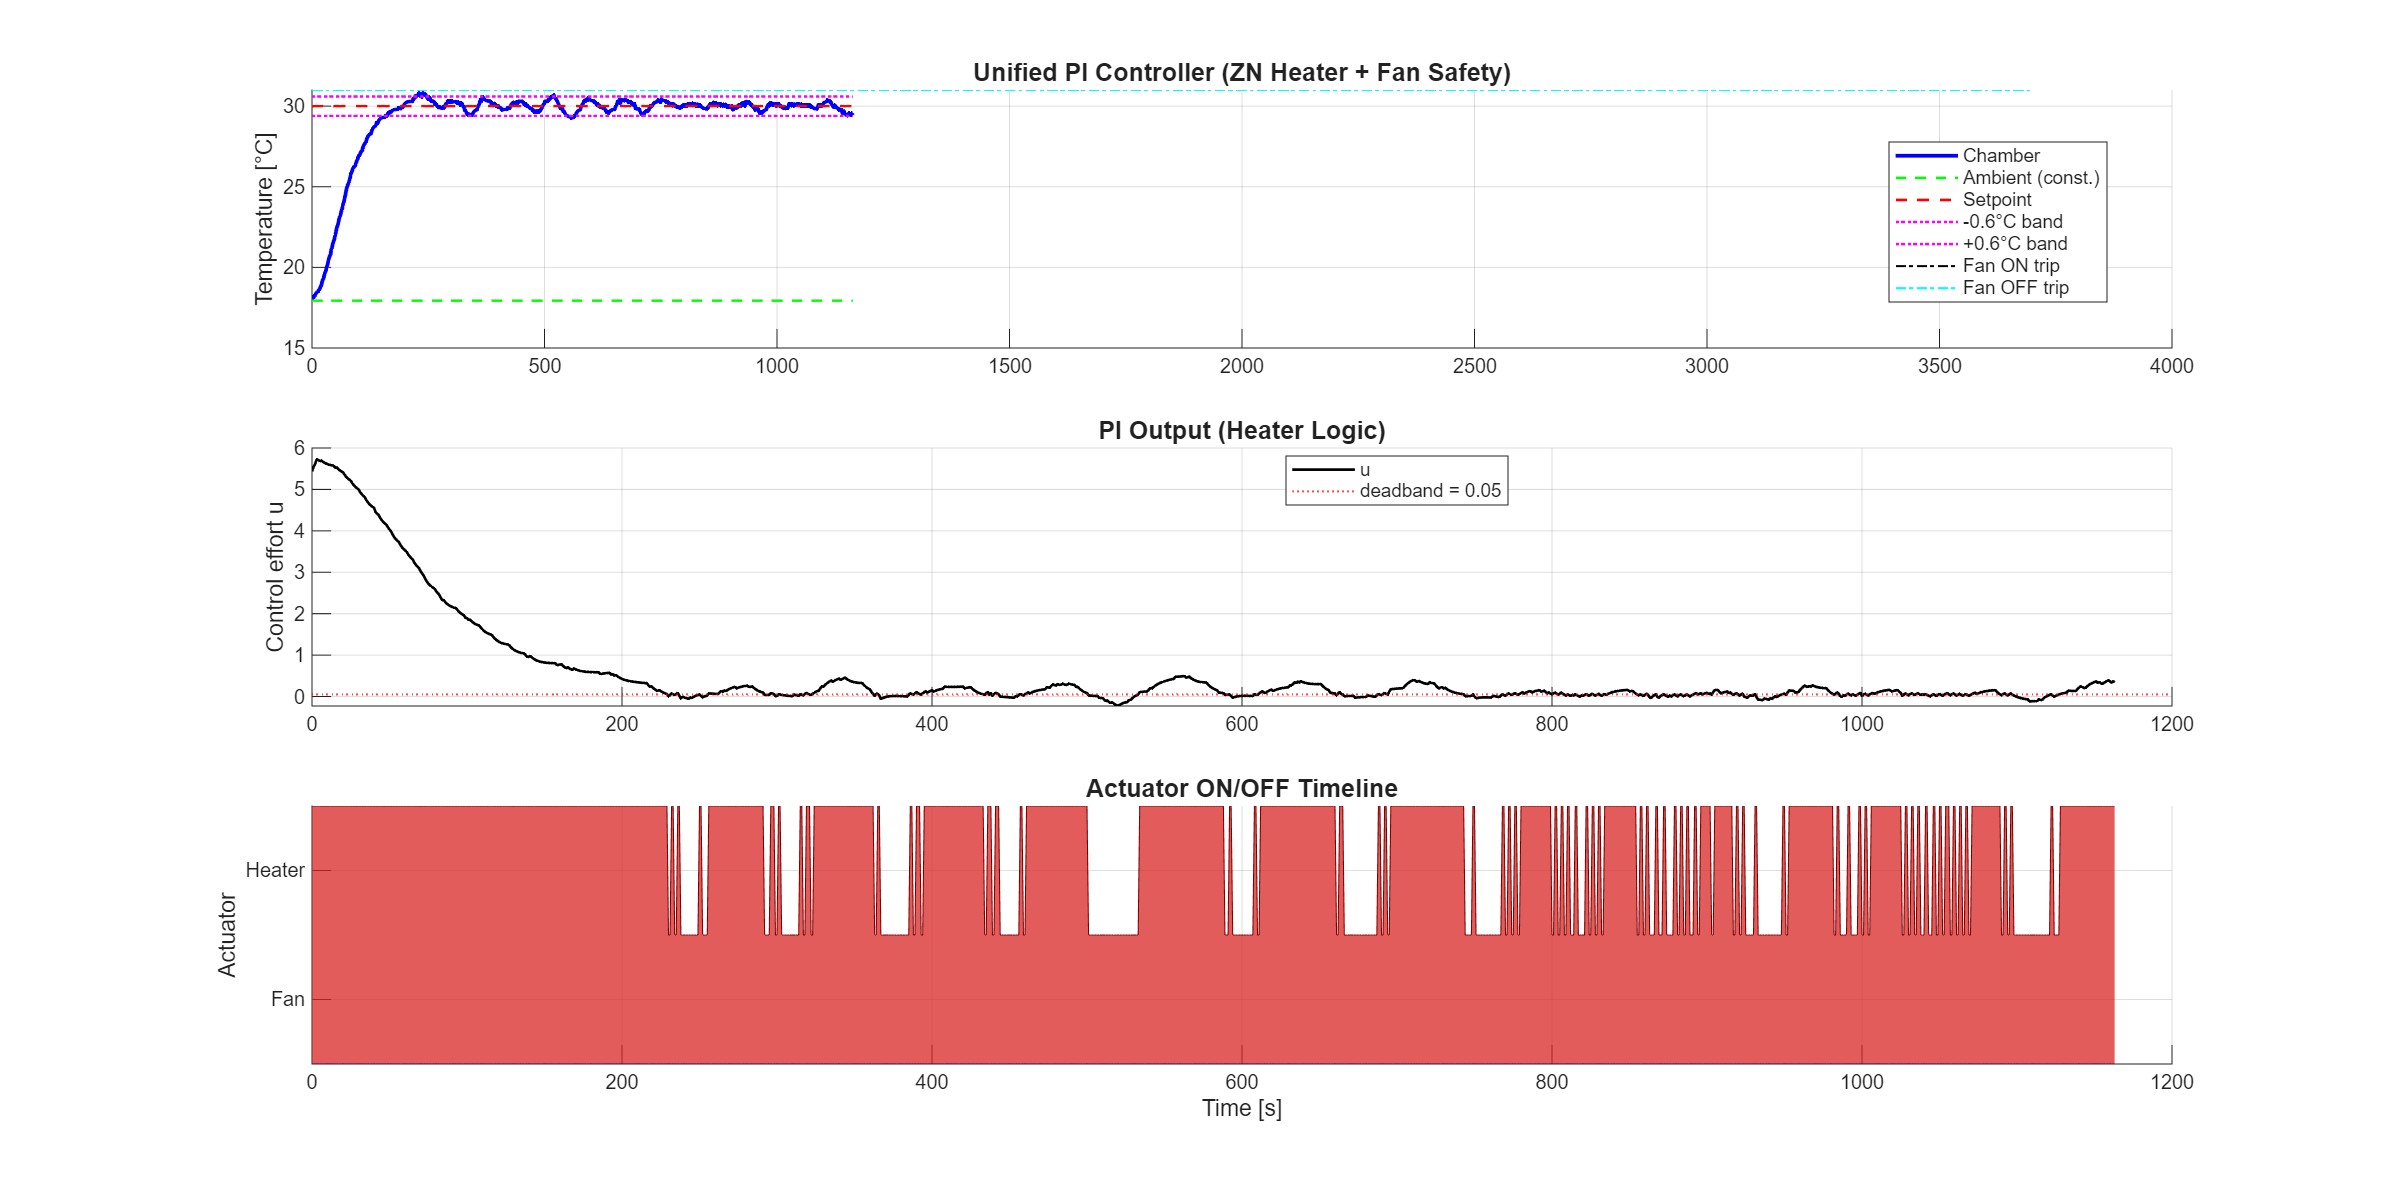 Unified PI Controller (ZN Heater + Fan Safety)
Temperature [°C]
30
25
20
15
0 500 1000 1500 2000 2500 3000 3500 4000
Chamber
Ambient (const.)
Setpoint
-0.6°C band
+0.6°C band
Fan ON trip
Fan OFF trip
PI Output (Heater Logic)
Control effort u
6
5
4
3
2
1
0
0 200 400 600 800 1000 1200
u
deadband = 0.05
Actuator ON/OFF Timeline
Actuator
Heater
Fan
0 200 400 600 800 1000 1200
Time [s]